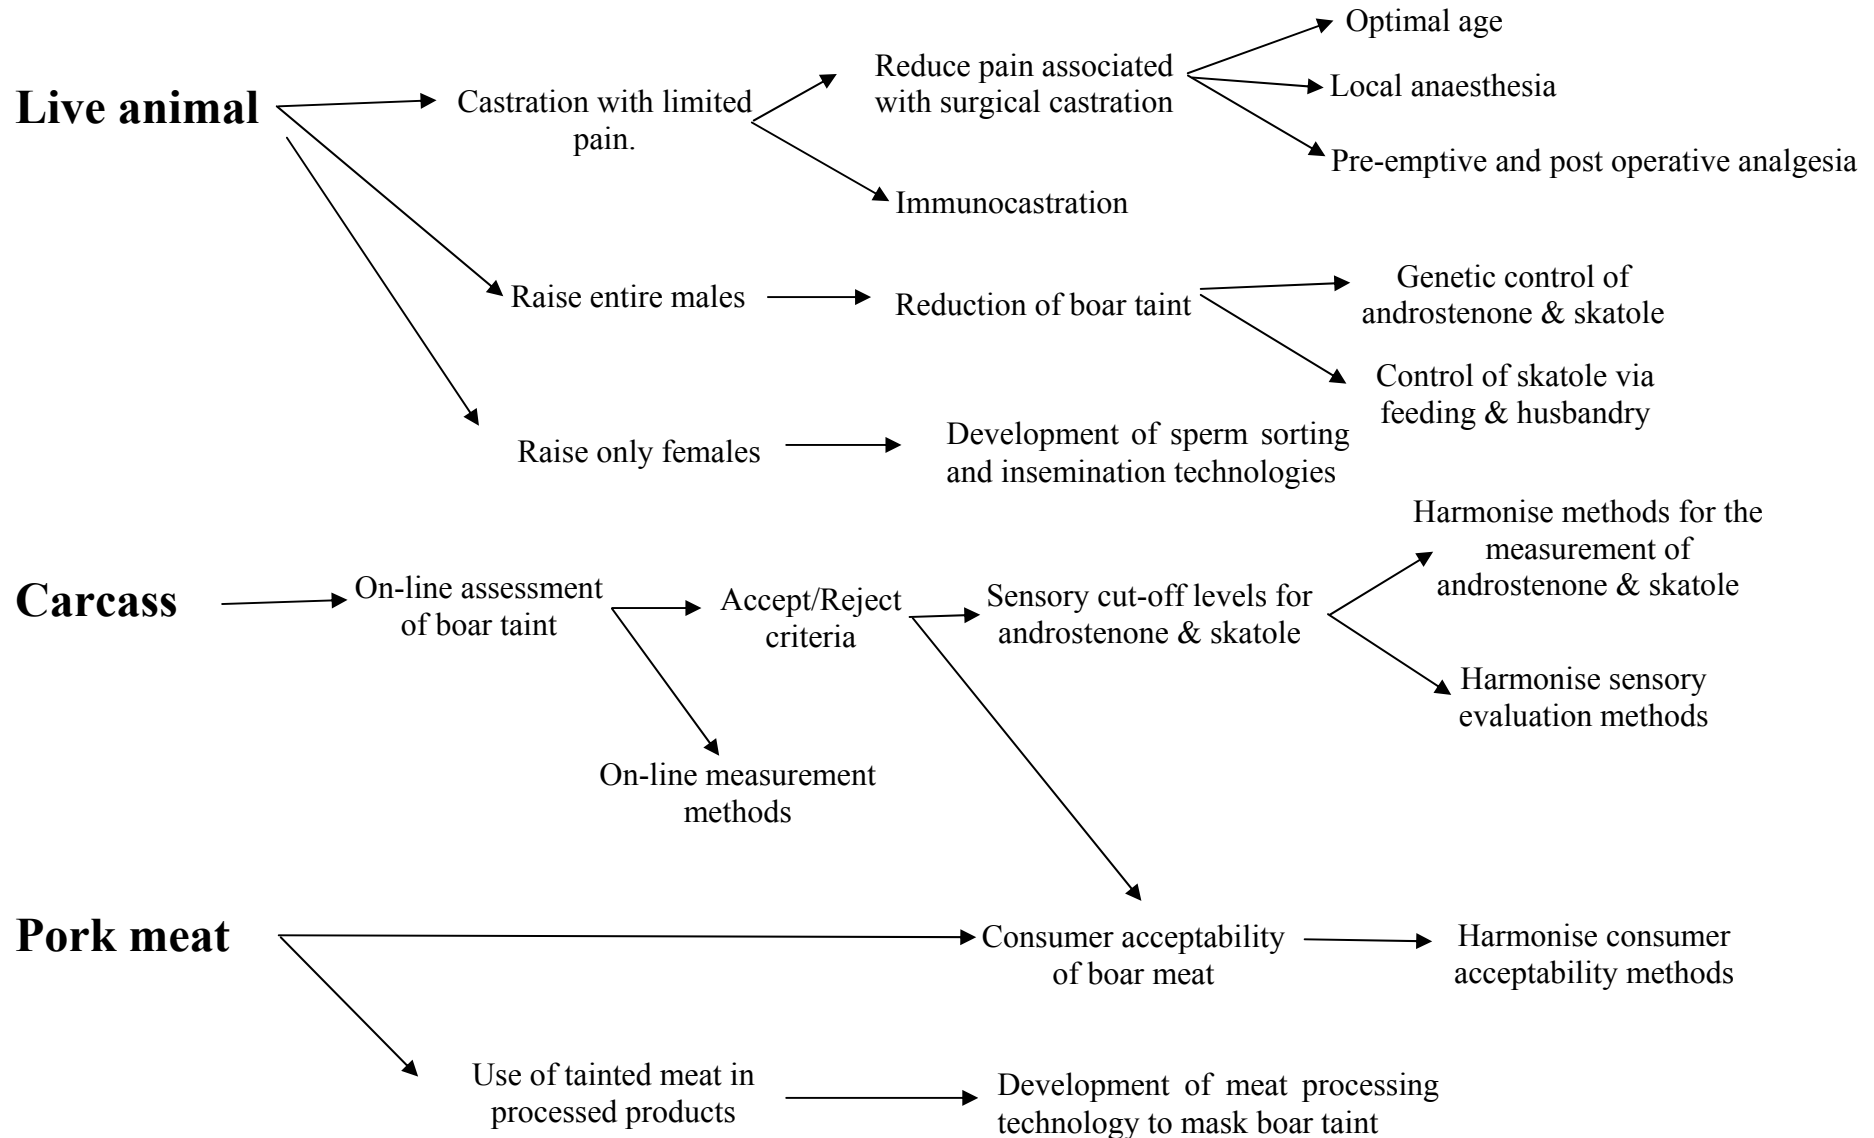 Optimal age
Reduce pain associated
with surgical castration
Local anaesthesia
Live animal
Castration with limited
pain.
Pre-emptive and post operative analgesia
Immunocastration
Raise entire males
Reduction of boar taint
Genetic control of
androstenone & skatole
Control of skatole via
feeding & husbandry
Raise only females
Development of sperm sorting
and insemination technologies
Harmonise methods for the
measurement of
androstenone & skatole
Carcass
On-line assessment
of boar taint
Accept/Reject
criteria
Sensory cut-off levels for
androstenone & skatole
Harmonise sensory
evaluation methods
On-line measurement
methods
Pork meat
Consumer acceptability
of boar meat
Harmonise consumer
acceptability methods
Use of tainted meat in
processed products
Development of meat processing
technology to mask boar taint